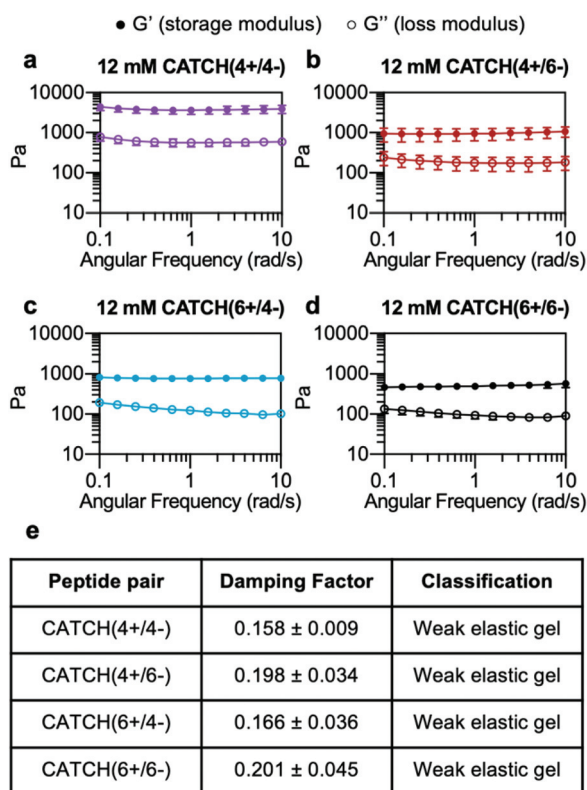 ● G' (storage modulus) ○ G'' (loss modulus)
a 12 mM CATCH(4+/4-)
10000
1000
100
10
Pa
0.1 1 10
Angular Frequency (rad/s)
b 12 mM CATCH(4+/6-)
10000
1000
100
10
Pa
0.1 1 10
Angular Frequency (rad/s)
c 12 mM CATCH(6+/4-)
10000
1000
100
10
Pa
0.1 1 10
Angular Frequency (rad/s)
d 12 mM CATCH(6+/6-)
10000
1000
100
10
Pa
0.1 1 10
Angular Frequency (rad/s)
e
Peptide pair Damping Factor Classification
CATCH(4+/4-) 0.158 ± 0.009 Weak elastic gel
CATCH(4+/6-) 0.198 ± 0.034 Weak elastic gel
CATCH(6+/4-) 0.166 ± 0.036 Weak elastic gel
CATCH(6+/6-) 0.201 ± 0.045 Weak elastic gel